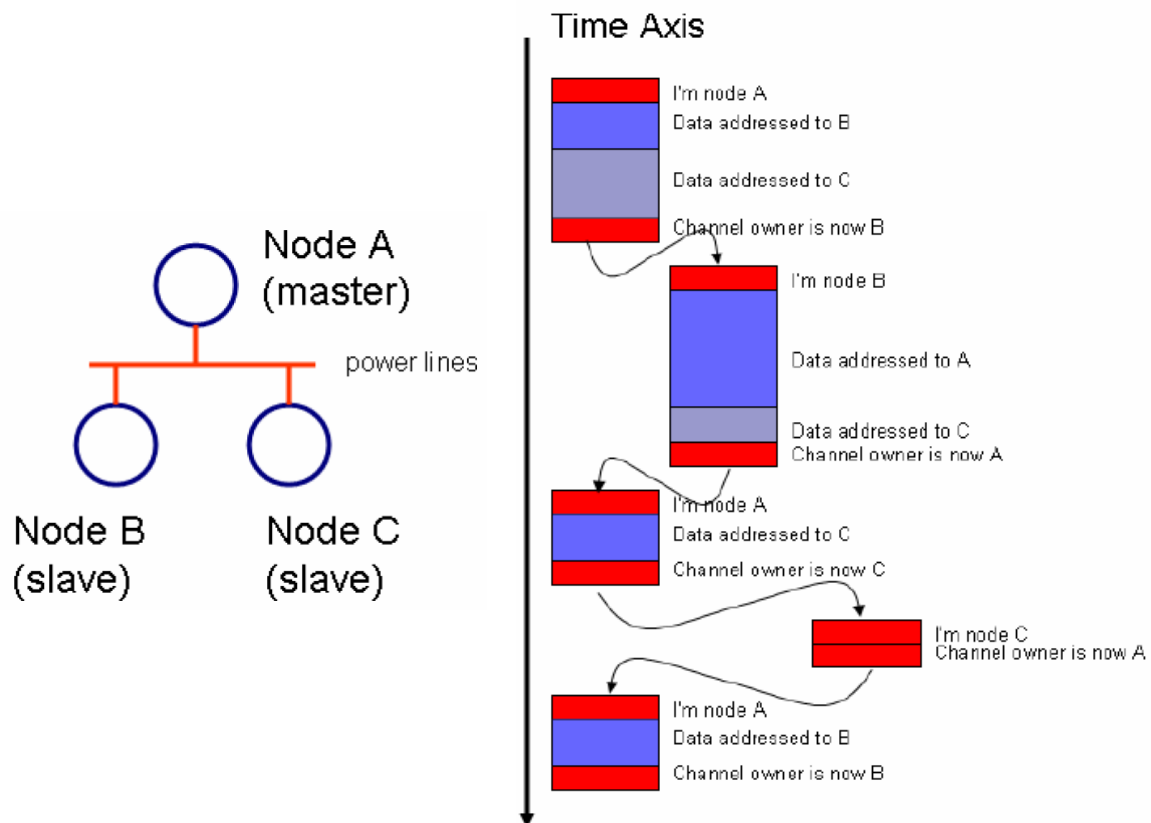 Time Axis
I'm node A
Data addressed to B
Data addressed to C
Channel owner is now B
Node A
(master)
power lines
Node B
(slave)
Node C
(slave)
I'm node B
Data addressed to A
Data addressed to C
Channel owner is now A
I'm node A
Data addressed to C
Channel owner is now C
I'm node C
Channel owner is now A
I'm node A
Data addressed to B
Channel owner is now B